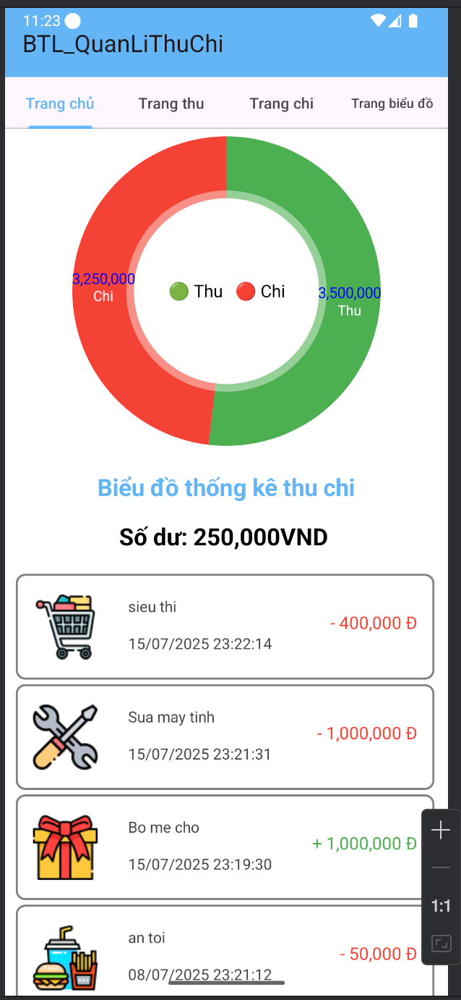 11:23
BTL_QuanLiThuChi
Trang chủ Trang thu Trang chi Trang biểu đồ
3,250,000
Chi
Thu Chi
3,500,000
Thu
Biểu đồ thống kê thu chi
Số dư: 250,000VND
sieu thi
- 400,000 Đ
15/07/2025 23:22:14
Sua may tinh
- 1,000,000 Đ
15/07/2025 23:21:31
Bo me cho
+ 1,000,000 Đ
15/07/2025 23:19:30
an toi
- 50,000 Đ
08/07/2025 23:21:12
1:1